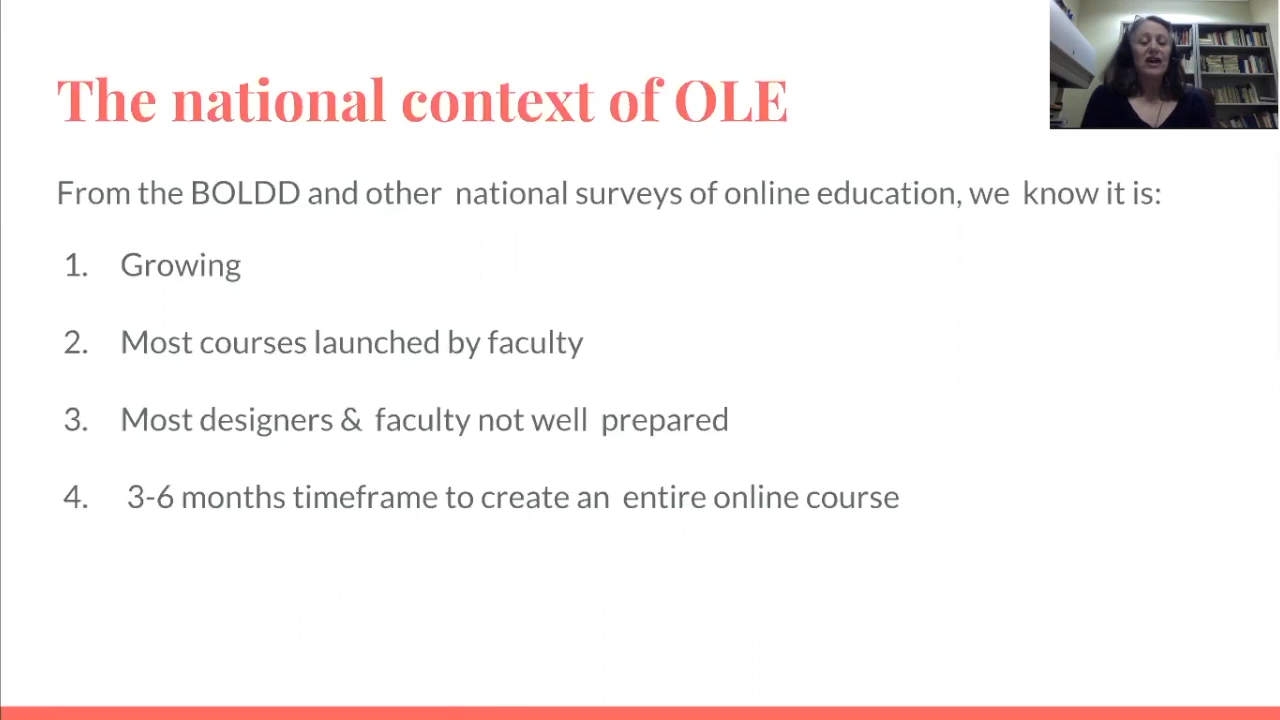 The national context of OLE
From the BOLDD and other national surveys of online education, we know it is:
1. Growing
2. Most courses launched by faculty
3. Most designers & faculty not well prepared
4. 3-6 months timeframe to create an entire online course